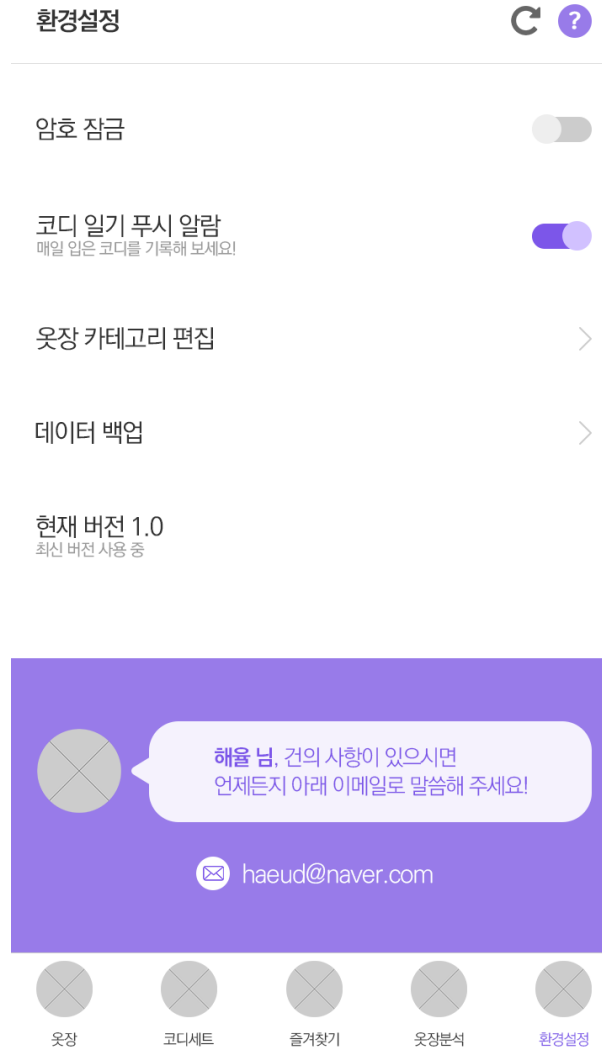 환경설정
?
암호 잠금
코디 일기 푸시 알람
매일 입은 코디를 기록해 보세요!
옷장 카테고리 편집
데이터 백업
현재 버전 1.0
최신 버전 사용 중
해율 님, 건의 사항이 있으시면
언제든지 아래 이메일로 말씀해 주세요!
haeud@naver.com
옷장
코디세트
즐겨찾기
옷장분석
환경설정